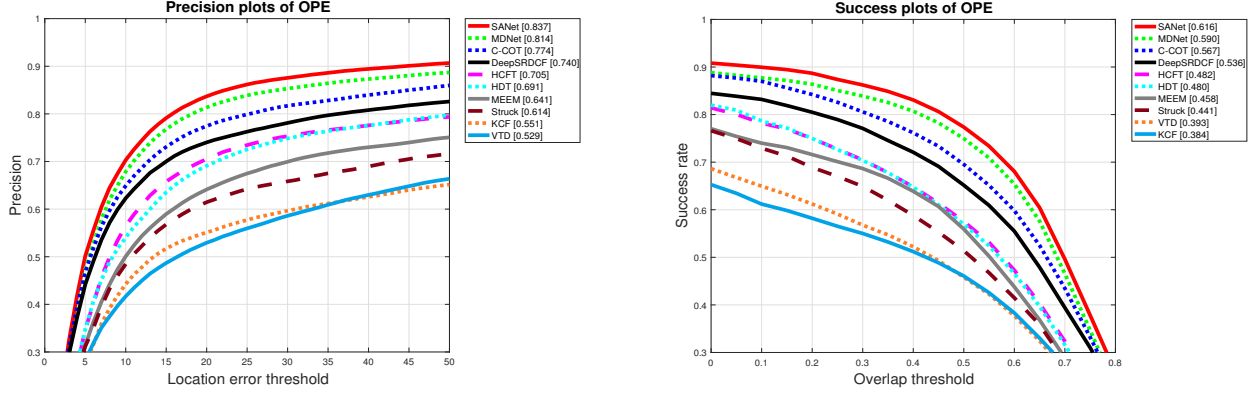 Precision plots of OPE
1
0.9
0.8
0.7
0.6
0.5
0.4
0.3
Precision
0 5 10 15 20 25 30 35 40 45 50
Location error threshold
SANet [0.837]
MDNet [0.814]
C-COT [0.774]
DeepSRDCF [0.740]
HCFT [0.705]
HDT [0.691]
MEEM [0.641]
Struck [0.614]
KCF [0.551]
VTD [0.529]
Success plots of OPE
1
0.9
0.8
0.7
0.6
0.5
0.4
0.3
Success rate
0 0.1 0.2 0.3 0.4 0.5 0.6 0.7 0.8
Overlap threshold
SANet [0.616]
MDNet [0.590]
C-COT [0.567]
DeepSRDCF [0.536]
HCFT [0.482]
HDT [0.480]
MEEM [0.458]
Struck [0.441]
VTD [0.393]
KCF [0.384]